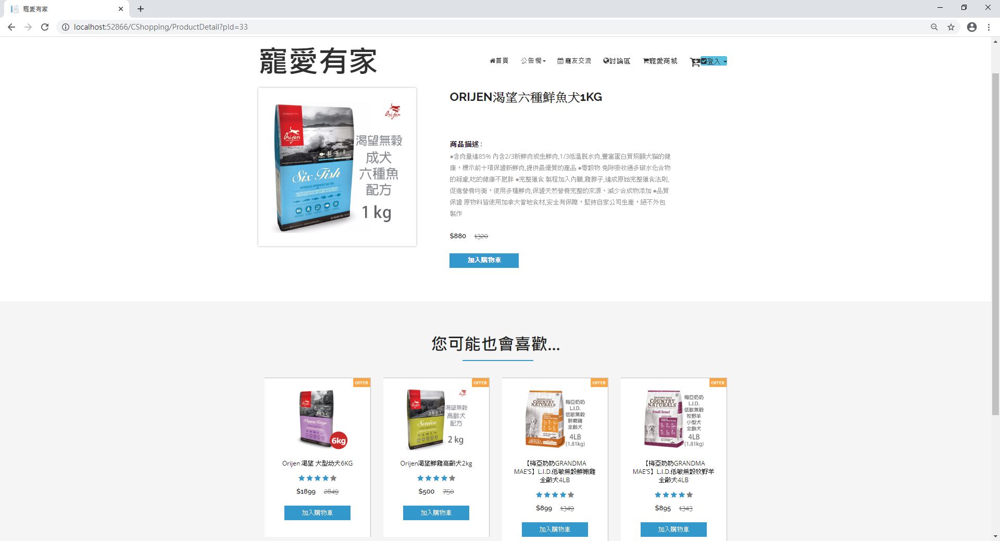 寵愛有家
localhost:52866/CShopping/ProductDetail?pId=33
寵愛有家
首頁 公告欄 寵友交流 討論區 寵愛商城 登入
ORIJEN渴望六種鮮魚犬1KG
Orijen
Orijen
渴望無穀
成犬
六種魚
配方
1 kg
Six Fish
商品描述 :
●含肉量達85% 內含2/3新鮮肉或生鮮肉,1/3低溫脫水肉,豐富蛋白質照顧犬貓的健
康，標示前十項保證新鮮肉,提供最優質的產品 ●零穀物 免除吸收過多碳水化合物
的疑慮,吃的健康不肥胖 ●完整獵食 製程加入內臟,雞脖子,達成原始完整獵食法則,
促進營養均衡，使用多種鮮肉,保證天然營養完整的來源、減少合成物添加 ●品質
保證 原物料皆使用加拿大當地食材,安全有保障，堅持自家公司生產，絕不外包
製作
$880 1320
加入購物車
您可能也會喜歡...
OFFER
Puppy Large
6kg
Orijen 渴望 大型幼犬6KG
$1899 2849
加入購物車
OFFER
Orijen
Senior
渴望無穀
高齡犬
配方
2 kg
Orijen渴望鮮雞高齡犬2kg
$500 750
加入購物車
OFFER
GRANDMA MAE'S
COUNTRY
NATURALS
梅亞奶奶
L.I.D.
低敏無穀
鮮嫩雞
全齡犬
4LB
(1.81kg)
【梅亞奶奶GRANDMA
MAE'S】L.I.D.低敏無穀鮮嫩雞
全齡犬4LB
$899 1349
加入購物車
OFFER
GRANDMA MAE'S
COUNTRY
NATURALS
Small Breed
梅亞奶奶
L.I.D.
低敏無穀
牧野羊
小型犬
全齡犬
4LB
(1.81kg)
【梅亞奶奶GRANDMA
MAE'S】L.I.D.低敏無穀牧野羊
全齡犬4LB
$895 1343
加入購物車